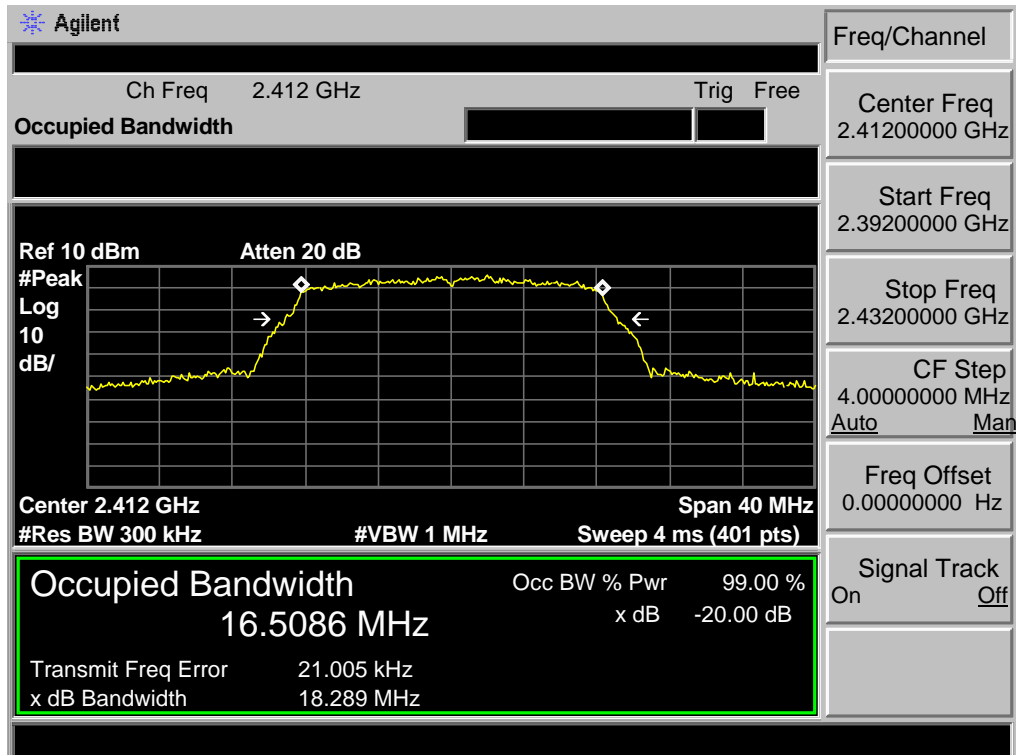 Agilent
Ch Freq 2.412 GHz Trig Free
Occupied Bandwidth
Ref 10 dBm Atten 20 dB
#Peak
Log
10
dB/
Center 2.412 GHz Span 40 MHz
#Res BW 300 kHz #VBW 1 MHz Sweep 4 ms (401 pts)
Occupied Bandwidth
16.5086 MHz
Occ BW % Pwr 99.00 %
x dB -20.00 dB
Transmit Freq Error 21.005 kHz
x dB Bandwidth 18.289 MHz
Freq/Channel
Center Freq
2.41200000 GHz
Start Freq
2.39200000 GHz
Stop Freq
2.43200000 GHz
CF Step
4.00000000 MHz
Auto Man
Freq Offset
0.00000000 Hz
Signal Track
On Off